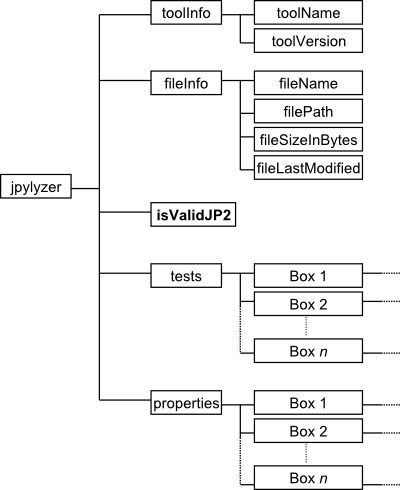 toolInfo
toolName
toolVersion
fileInfo
fileName
filePath
fileSizeInBytes
fileLastModified
jpylyzer
isValidJP2
tests
Box 1
Box 2
Box n
properties
Box 1
Box 2
Box n